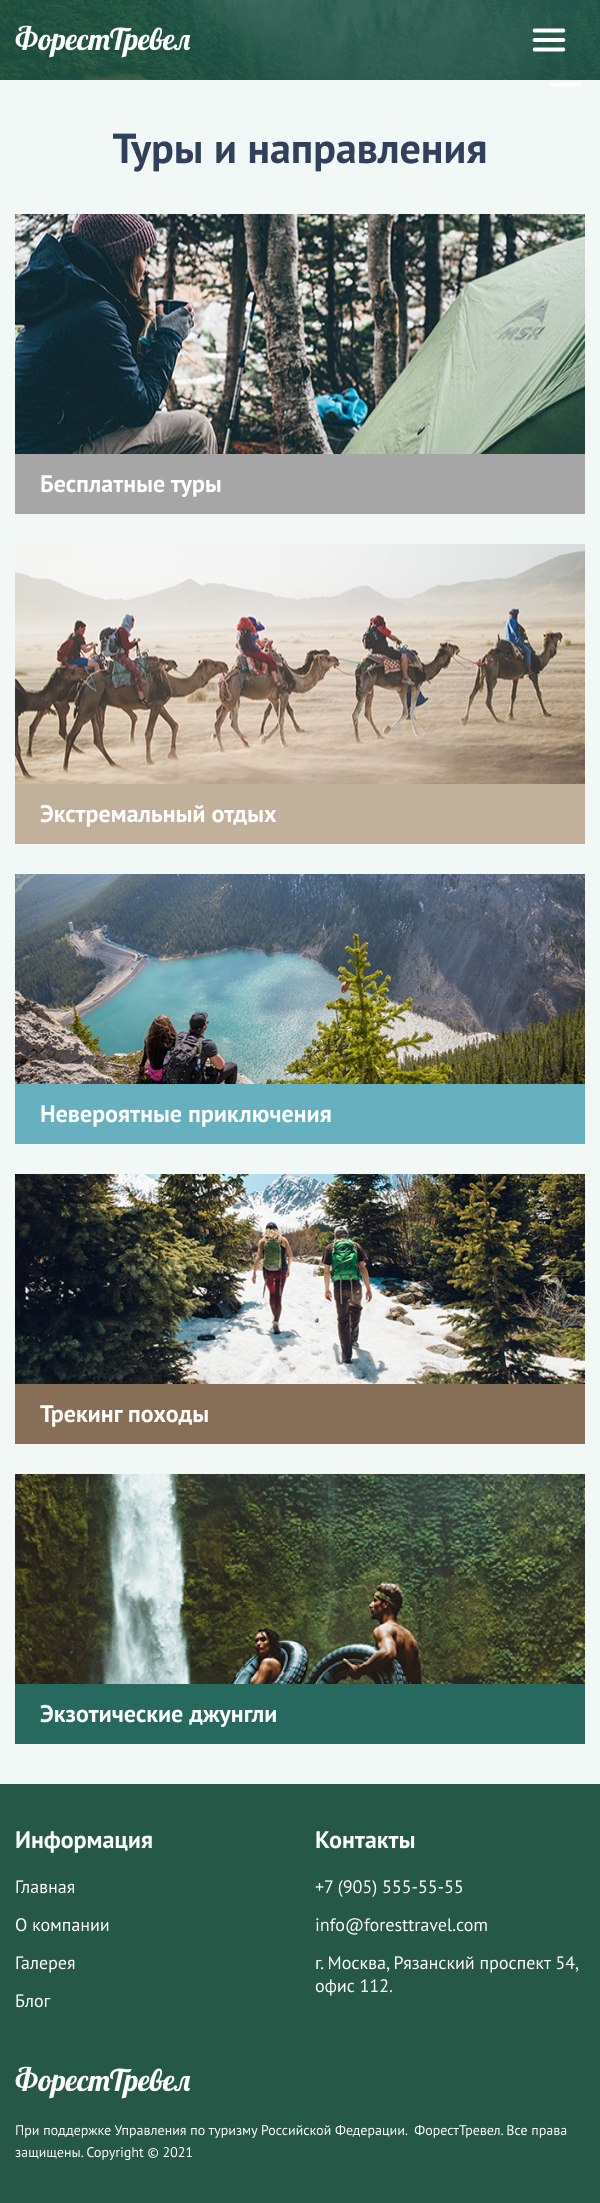 ФорестТревел
Туры и направления
MSR
Бесплатные туры
Экстремальный отдых
Невероятные приключения
Трекинг походы
Экзотические джунгли
Информация
Главная
О компании
Галерея
Блог
Контакты
+7 (905) 555-55-55
info@foresttravel.com
г. Москва, Рязанский проспект 54,
офис 112.
ФорестТревел
При поддержке Управления по туризму Российской Федерации. ФорестТревел. Все права
защищены. Copyright © 2021